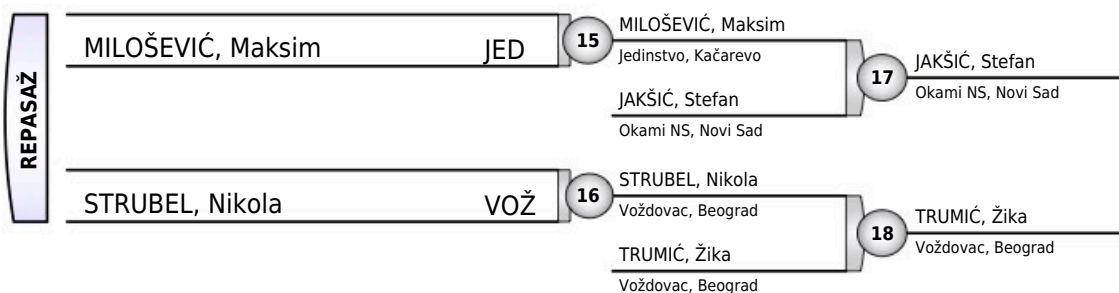 REPASAŽ
MILOŠEVIĆ, Maksim JED
15
MILOŠEVIĆ, Maksim
Jedinstvo, Kačarevo
JAKŠIĆ, Stefan
Okami NS, Novi Sad
17
JAKŠIĆ, Stefan
Okami NS, Novi Sad
STRUBEL, Nikola VOŽ
16
STRUBEL, Nikola
Voždovac, Beograd
TRUMIĆ, Žika
Voždovac, Beograd
18
TRUMIĆ, Žika
Voždovac, Beograd